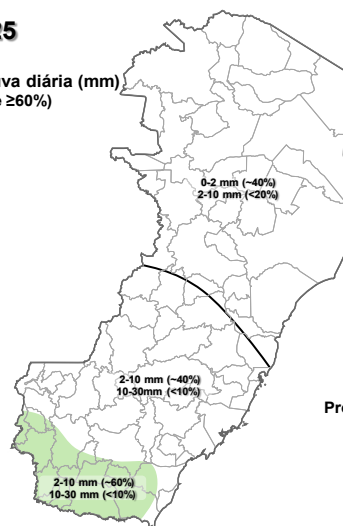 25
uva diária (mm)
e ≥60%)
0-2 mm (~40%)
2-10 mm (<20%)
2-10 mm (~40%)
10-30mm (<10%)
Pr
2-10 mm (~60%)
10-30 mm (<10%)